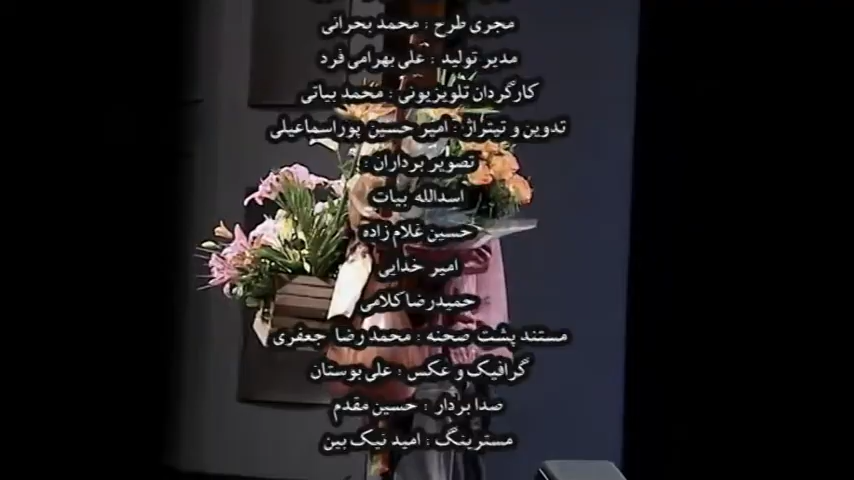 مجری طرح : محمد بحرانی
مدیر تولید : علی بهرامی فرد
کارگردان تلویزیونی : محمد بیاتی
تدوین و تیتراژ : امیر حسین پوراسماعیلی
تصویر برداران :
اسدالله بیات
حسین غلام زاده
امیر خدایی
حمیدرضا کلامی
مستند پشت صحنه : محمد رضا جعفری
گرافیک و عکس : علی بوستان
صدا بردار : حسین مقدم
مسترینگ : امید نیک بین